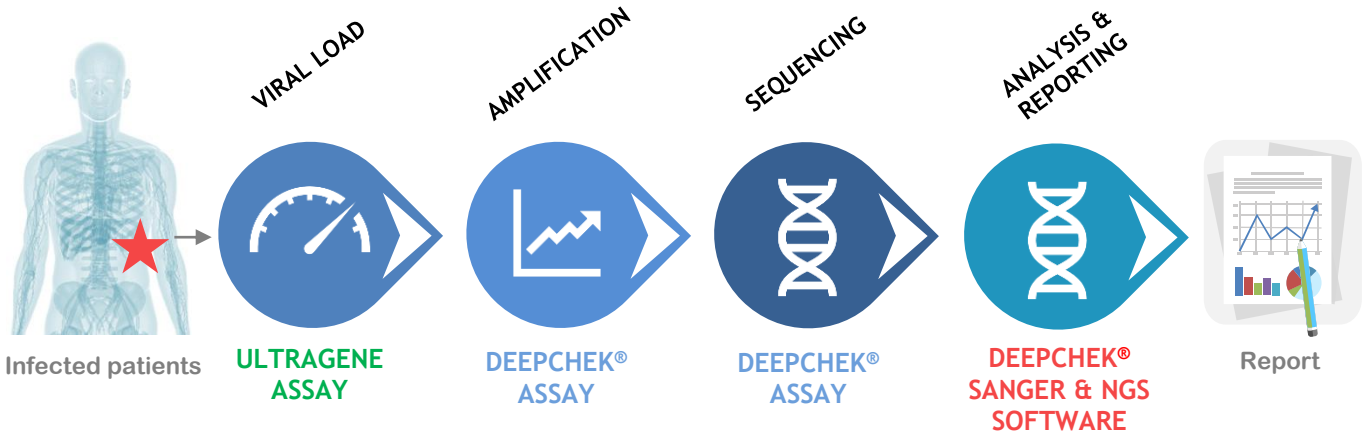 VIRAL LOAD
AMPLIFICATION
SEQUENCING
ANALYSIS &
REPORTING
Infected patients
ULTRAGENE
ASSAY
DEEPCHEK®
ASSAY
DEEPCHEK®
ASSAY
DEEPCHEK®
SANGER & NGS
SOFTWARE
Report